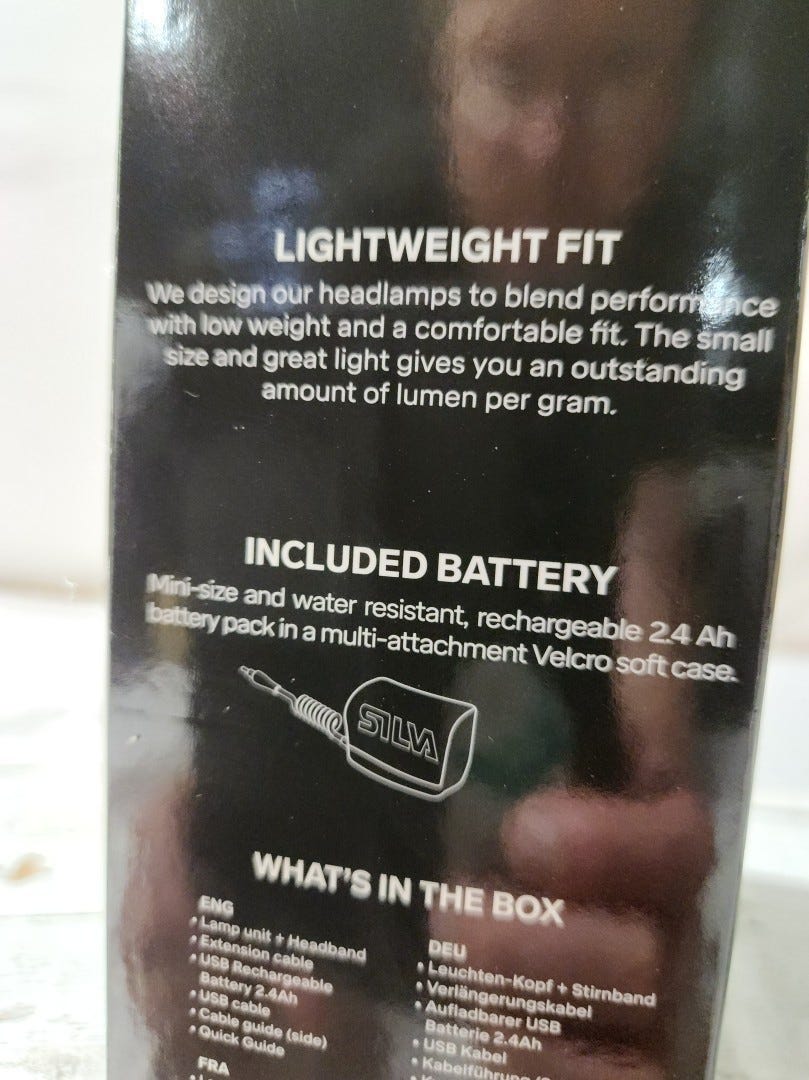 LIGHTWEIGHT FIT
We design our headlamps to blend performance
with low weight and a comfortable fit. The small
size and great light gives you an outstanding
amount of lumen per gram.
INCLUDED BATTERY
Mini-size and water resistant, rechargeable 2.4 Ah
battery pack in a multi-attachment Velcro soft case.
SILVA
WHAT'S IN THE BOX
ENG
• Lamp unit + Headband
• Extension cable
• USB Rechargeable
Battery 2.4Ah
• USB cable
• Cable guide (side)
• Quick Guide
FRA
DEU
• Leuchten-Kopf + Stirnband
• Verlängerungskabel
• Aufladbarer USB
Batterie 2.4Ah
• USB Kabel
• Kabelführung